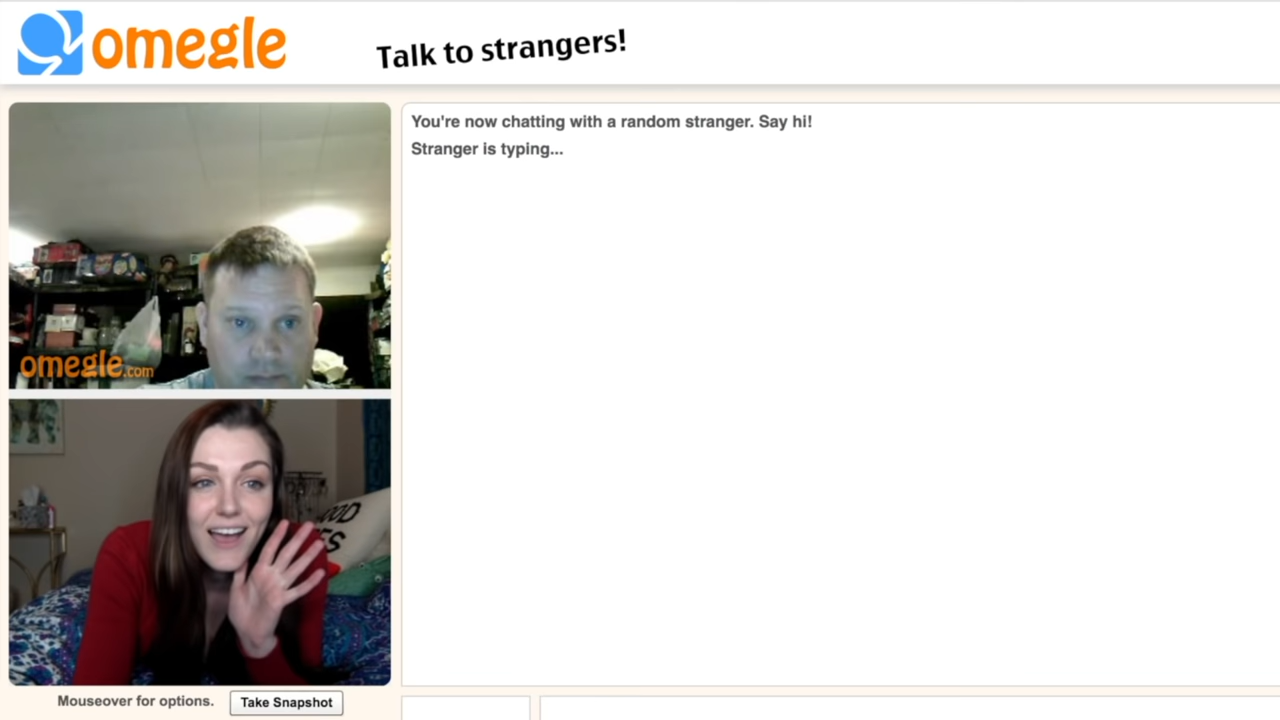 omegle
Talk to strangers!
You're now chatting with a random stranger. Say hi!
Stranger is typing...
omegle.com
Mouseover for options.
Take Snapshot